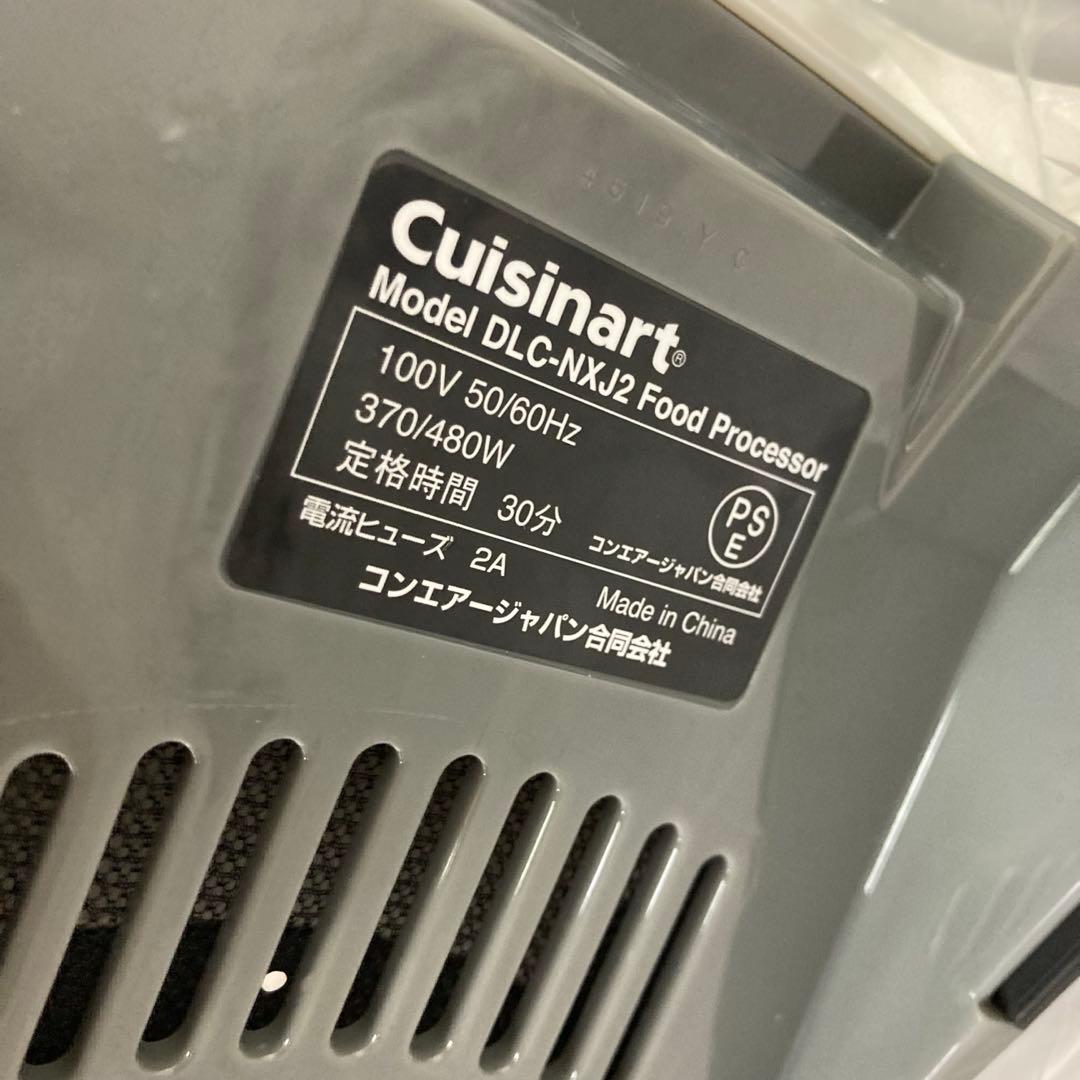 Cuisinart®
Model DLC-NXJ2 Food Processor
100V 50/60Hz
370/480W
定格時間 30分
PS
E
コンエアージャパン合同会社
電流ヒューズ 2A
Made in China
コンエアージャパン合同会社